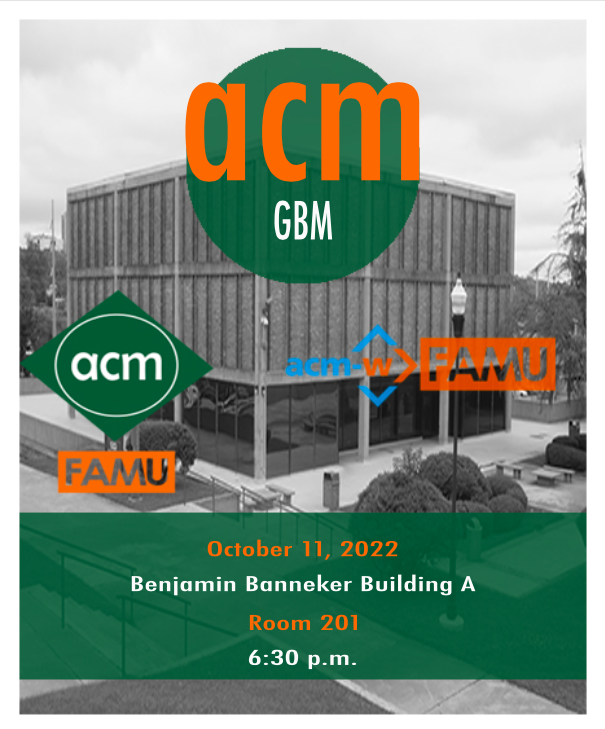 acm
GBM
acm
FAMU
acm-w
FAMU
October 11, 2022
Benjamin Banneker Building A
Room 201
6:30 p.m.